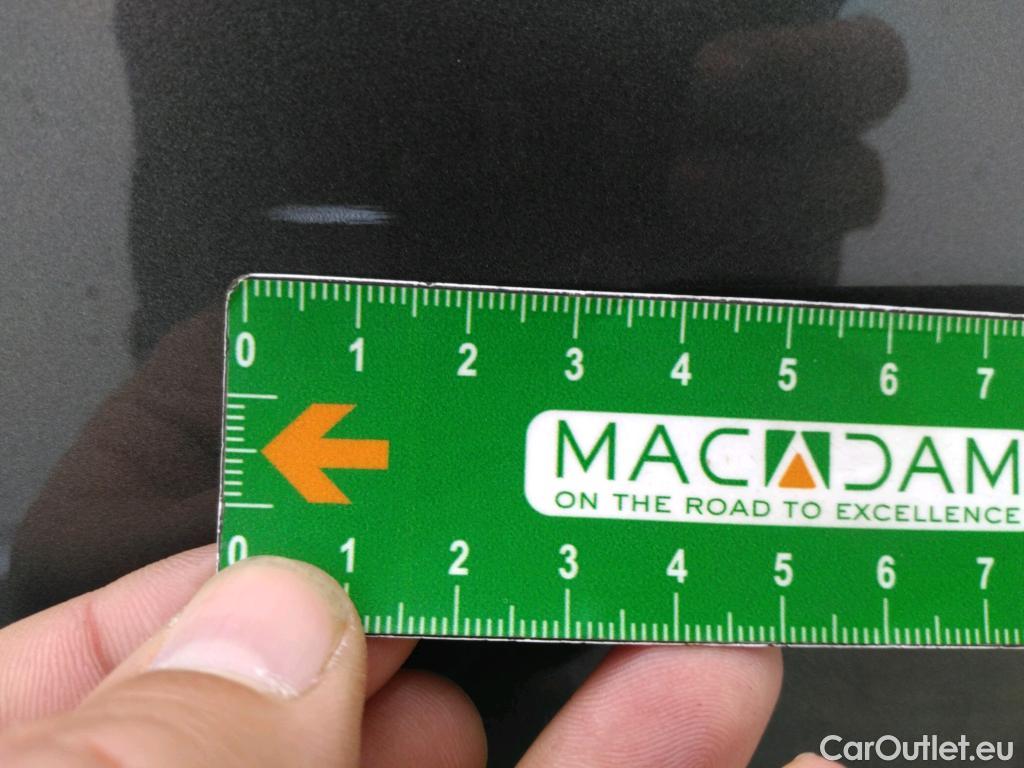 0 1 2 3 4 5 6 7
MACADAM
ON THE ROAD TO EXCELLENCE
0 1 2 3 4 5 6 7
CarOutlet.eu